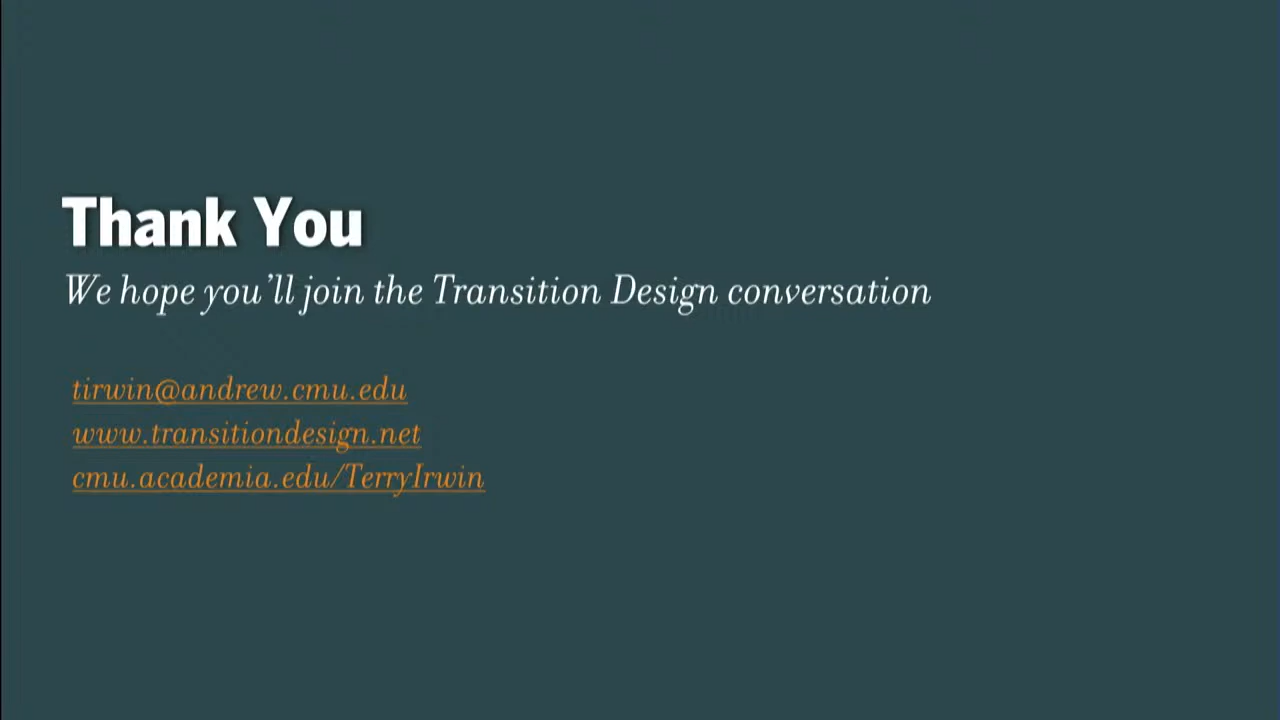 Thank You
We hope you’ll join the Transition Design conversation
tirwin@andrew.cmu.edu
www.transitiondesign.net
cmu.academia.edu/TerryIrwin